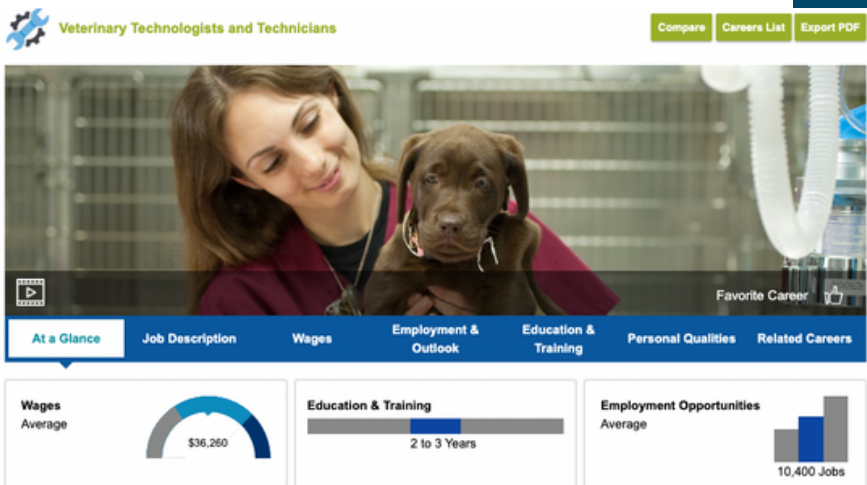 Veterinary Technologists and Technicians
Compare
Careers List
Export PDF
Favorite Career
At a Glance
Job Description
Wages
Employment &
Outlook
Education &
Training
Personal Qualities
Related Careers
Wages
Average
$36,260
Education & Training
2 to 3 Years
Employment Opportunities
Average
10,400 Jobs